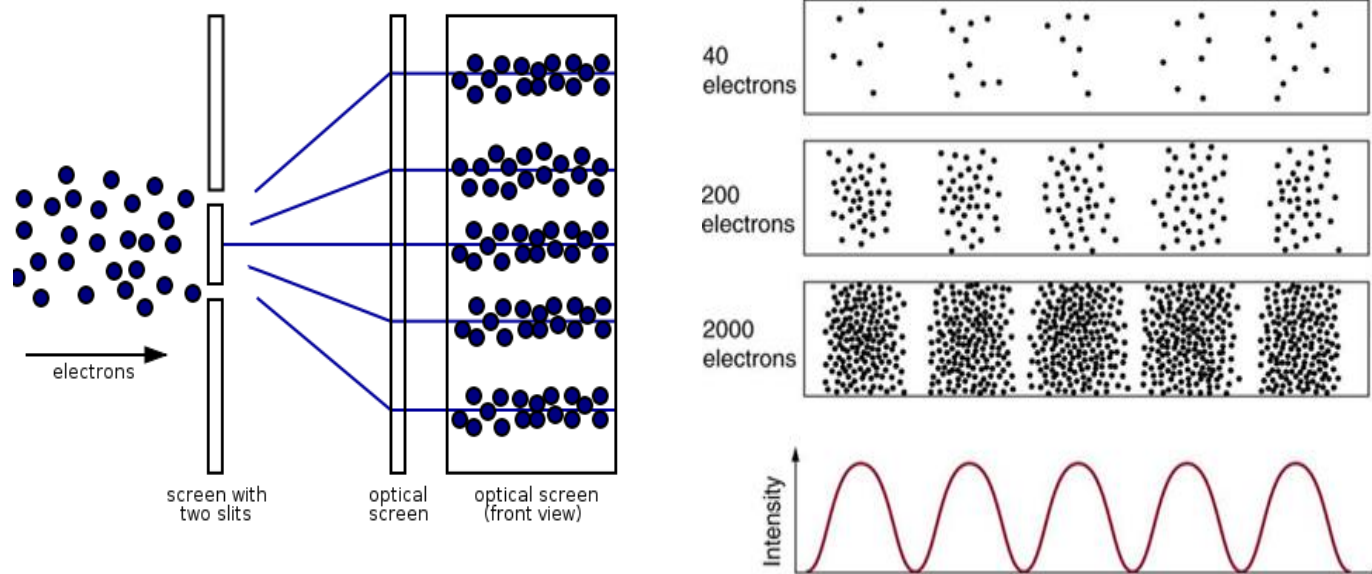 electrons
screen with
two slits
optical
screen
optical screen
(front view)
40
electrons
200
electrons
2000
electrons
Intensity